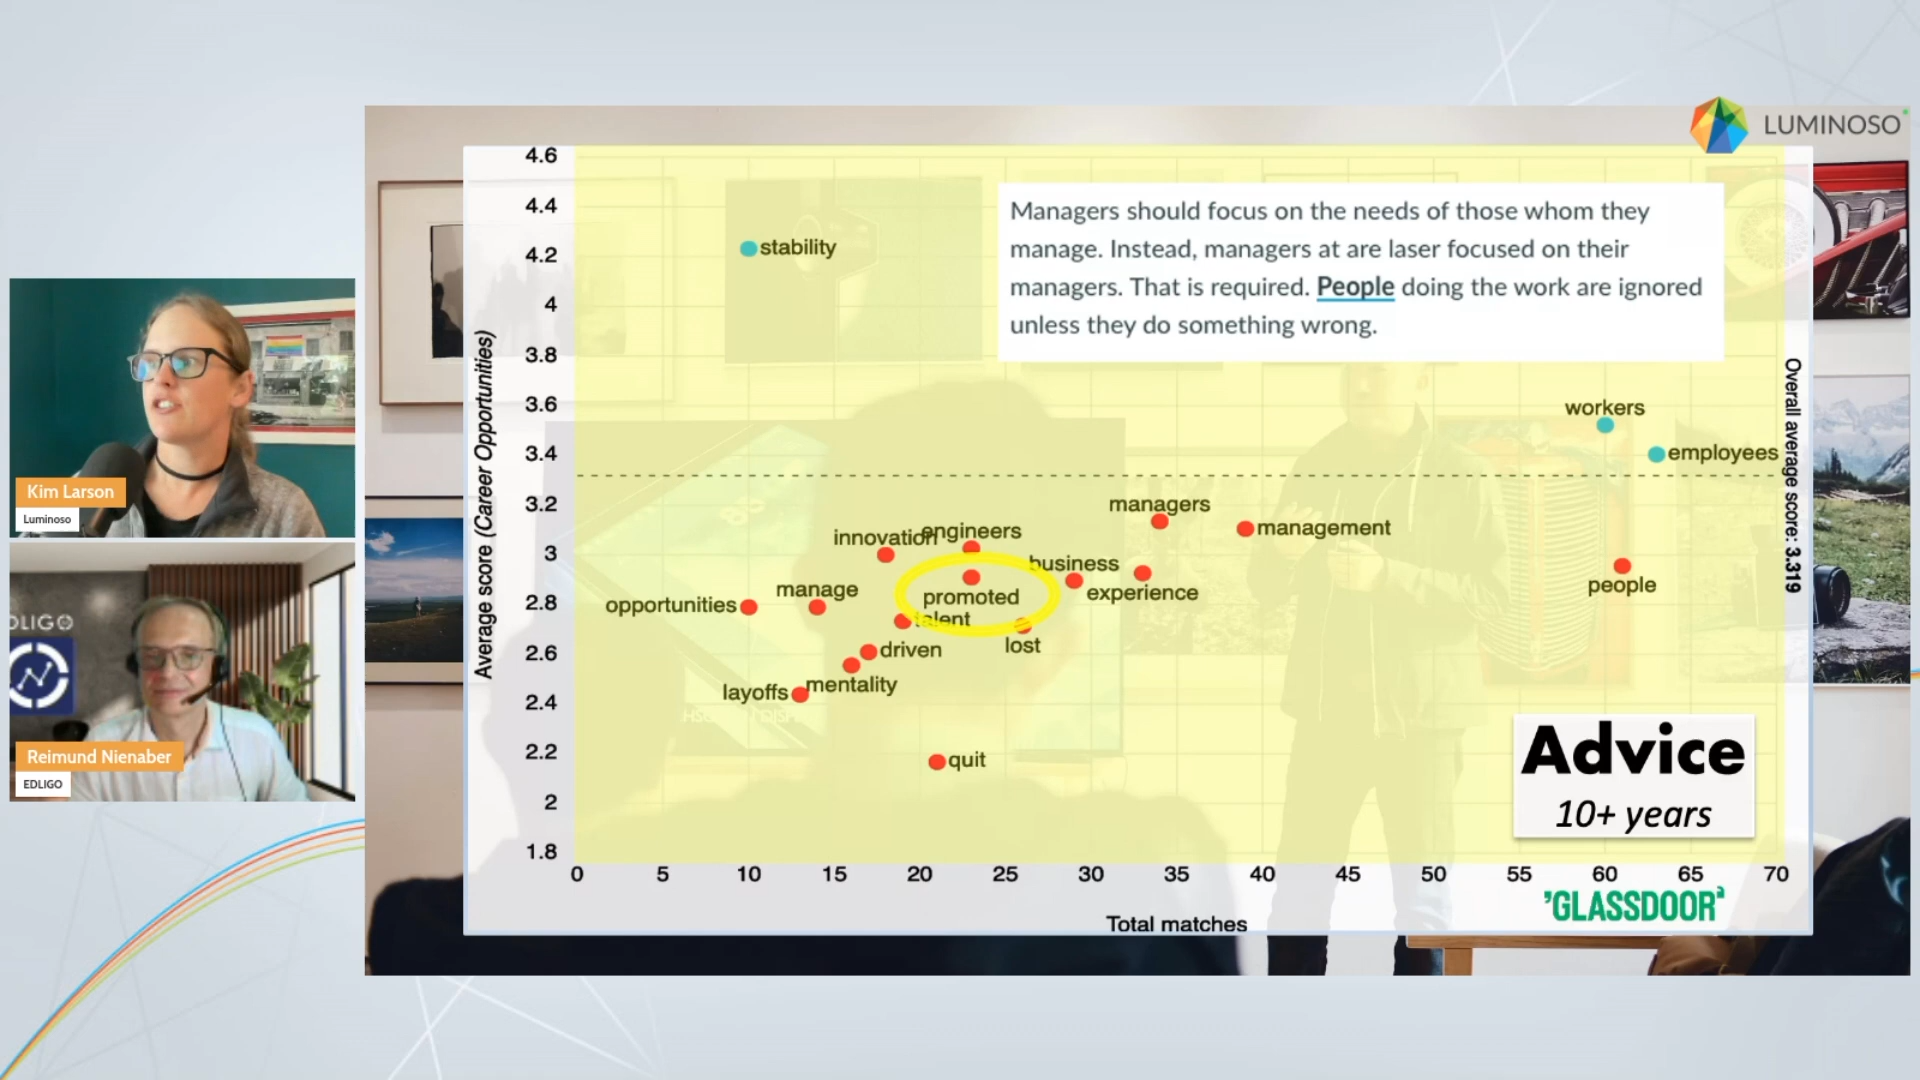 LUMINOSO
4.6
4.4
4.2
4
3.8
3.6
3.4
3.2
3
2.8
2.6
2.4
2.2
2
1.8
Average score (Career Opportunities)
Managers should focus on the needs of those whom they
manage. Instead, managers at are laser focused on their
managers. That is required. People doing the work are ignored
unless they do something wrong.
stability
workers
employees
managers
management
engineers
innovation
business
experience
people
manage
opportunities
promoted
talent
lost
driven
mentality
layoffs
quit
Overall average score: 3.319
Advice
10+ years
0 5 10 15 20 25 30 35 40 45 50 55 60 65 70
Total matches
'GLASSDOOR'
Kim Larson
Luminoso
DLIGO
Reimund Nienaber
EDLIGO